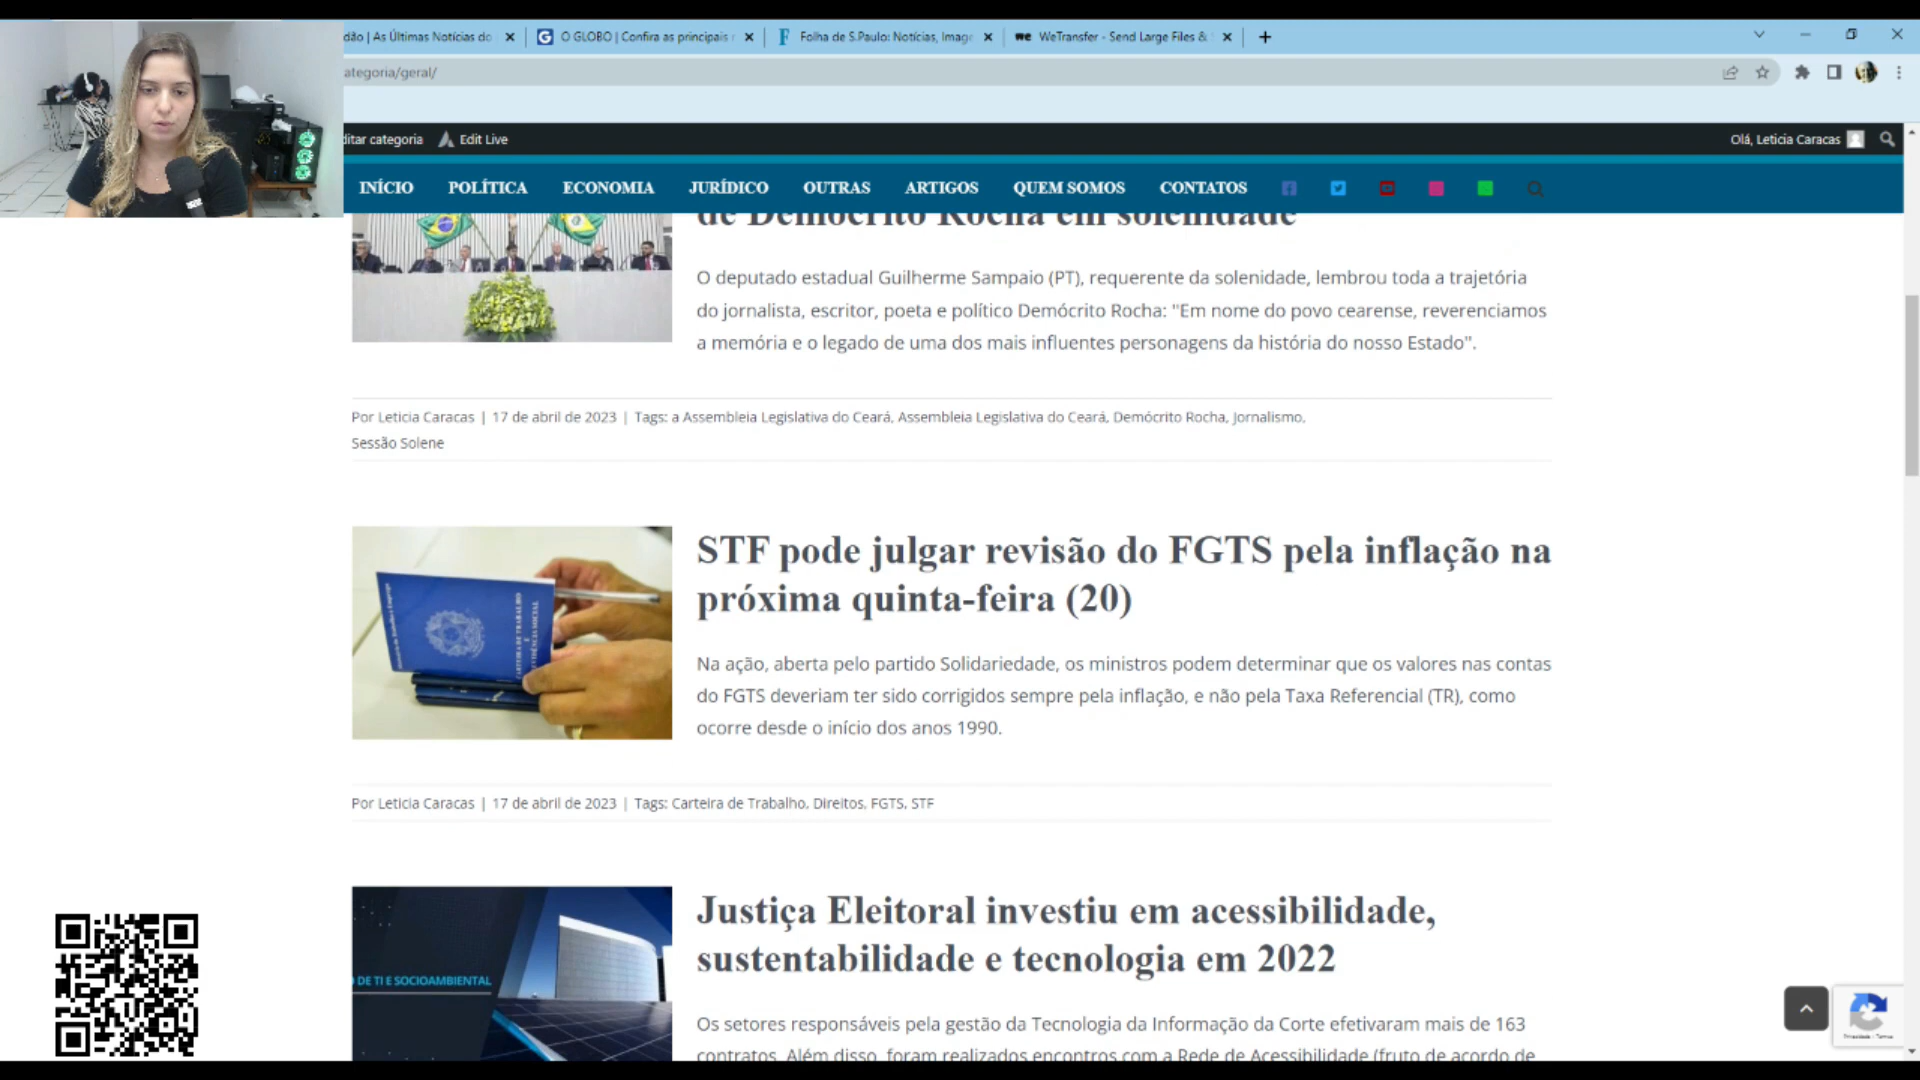 dão | As Últimas Notícias do
O GLOBO | Confira as principais
Folha de S.Paulo: Notícias, Imag
WeTransfer - Send Large Files &
ategoria/geral/
ditar categoria
Edit Live
Olá, Leticia Caracas
INÍCIO POLÍTICA ECONOMIA JURÍDICO OUTRAS ARTIGOS QUEM SOMOS CONTATOS
de Demócrito Rocha em solenidade
O deputado estadual Guilherme Sampaio (PT), requerente da solenidade, lembrou toda a trajetória
do jornalista, escritor, poeta e político Demócrito Rocha: "Em nome do povo cearense, reverenciamos
a memória e o legado de uma dos mais influentes personagens da história do nosso Estado".
Por Leticia Caracas | 17 de abril de 2023 | Tags: a Assembleia Legislativa do Ceará, Assembleia Legislativa do Ceará, Demócrito Rocha, Jornalismo,
Sessão Solene
CARTEIRA DE TRABALHO
E
PREVIDÊNCIA SOCIAL
STF pode julgar revisão do FGTS pela inflação na
próxima quinta-feira (20)
Na ação, aberta pelo partido Solidariedade, os ministros podem determinar que os valores nas contas
do FGTS deveriam ter sido corrigidos sempre pela inflação, e não pela Taxa Referencial (TR), como
ocorre desde o início dos anos 1990.
Por Leticia Caracas | 17 de abril de 2023 | Tags: Carteira de Trabalho, Direitos, FGTS, STF
DE TI E SOCIOAMBIENTAL
Justiça Eleitoral investiu em acessibilidade,
sustentabilidade e tecnologia em 2022
Os setores responsáveis pela gestão da Tecnologia da Informação da Corte efetivaram mais de 163
contratos. Além disso, foram realizados encontros com a Rede de Acessibilidade (fruto de acordo de
Privacidade - Termos